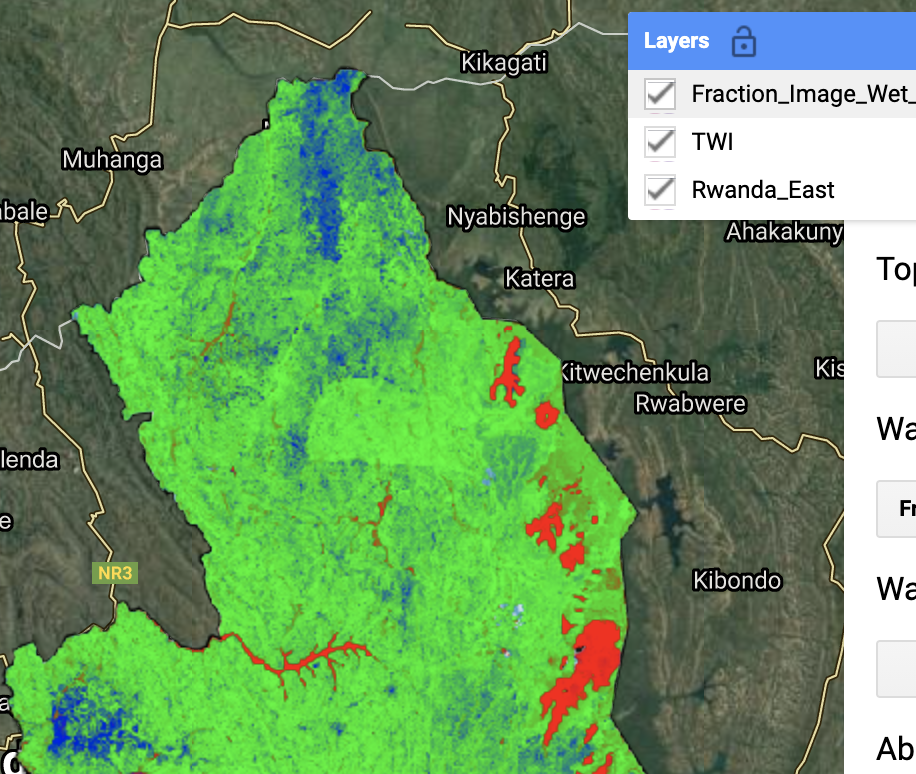 Kikagati
Layers
Fraction_Image_Wet_
Muhanga
TWI
Rwanda_East
bale
Nyabishenge
Ahakakuny
Top
Katera
Kitwechenkula
Kis
Rwabwere
Wa
lenda
Fr
e
NR3
Kibondo
Wa
a
Ab